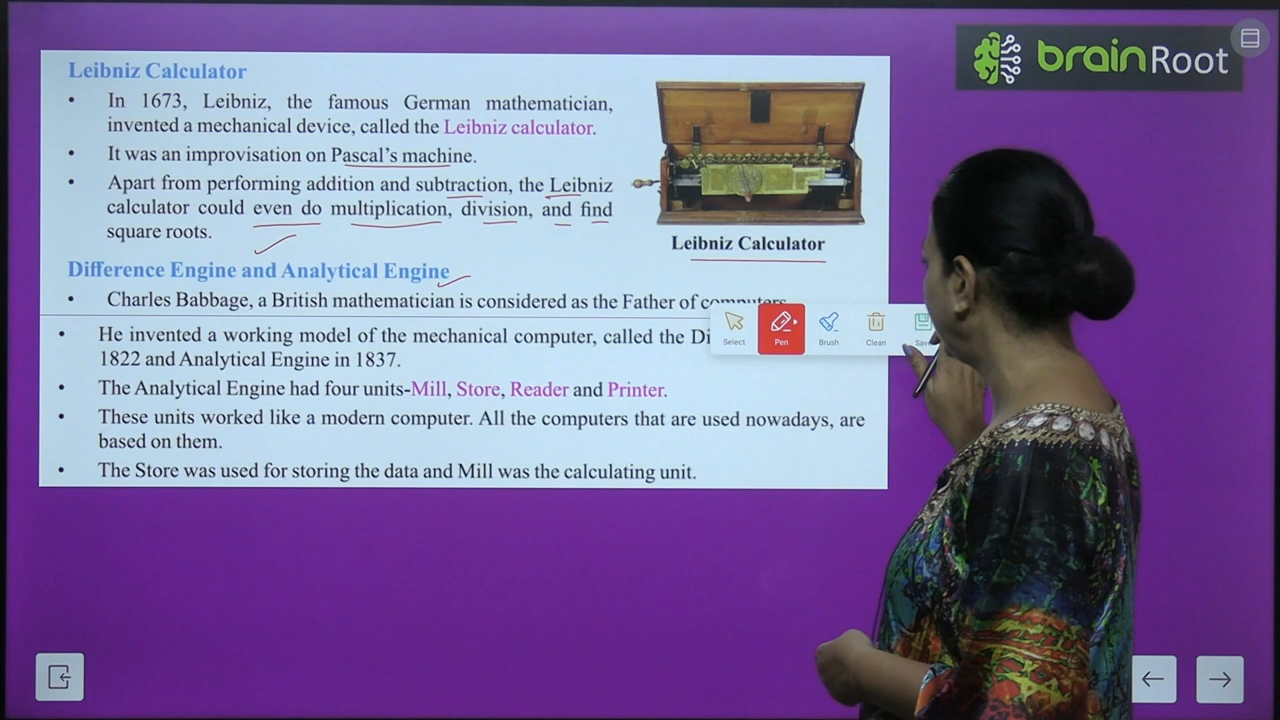 brainRoot
Leibniz Calculator
• In 1673, Leibniz, the famous German mathematician,
invented a mechanical device, called the Leibniz calculator.
• It was an improvisation on Pascal's machine.
• Apart from performing addition and subtraction, the Leibniz
calculator could even do multiplication, division, and find
square roots.
Leibniz Calculator
Difference Engine and Analytical Engine
• Charles Babbage, a British mathematician is considered as the Father of computers
• He invented a working model of the mechanical computer, called the
1822 and Analytical Engine in 1837.
Select Pen Brush Clean Save
• The Analytical Engine had four units-Mill, Store, Reader and Printer.
• These units worked like a modern computer. All the computers that are used nowadays, are
based on them.
• The Store was used for storing the data and Mill was the calculating unit.